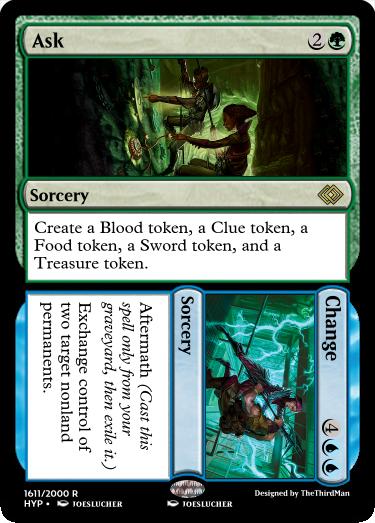 Ask 2
Sorcery
Create a Blood token, a Clue token, a
Food token, a Sword token, and a
Treasure token.
Change 4
Sorcery
Aftermath (Cast this
spell only from your
graveyard, then exile it.)
Exchange control of
two target nonland
permanents.
1611/2000 R
HYP • JOESLUCHER JOESLUCHER
Designed by TheThirdMan